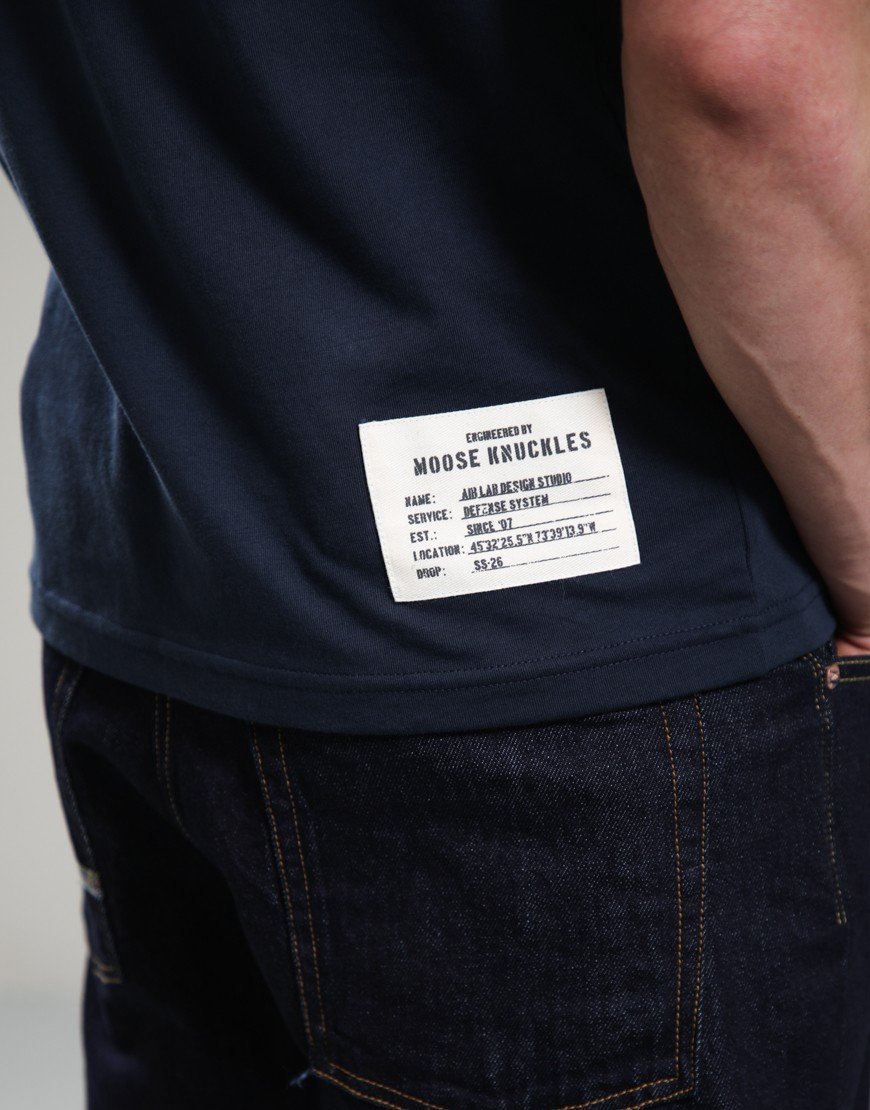 ENGINEERED BY
MOOSE KNUCKLES
NAME: AIR LAB DESIGN STUDIO
SERVICE: DEFENSE SYSTEM
EST.: SINCE '07
LOCATION: 45°32'25.5"N 73°39'13.9"W
DROP: SS-26